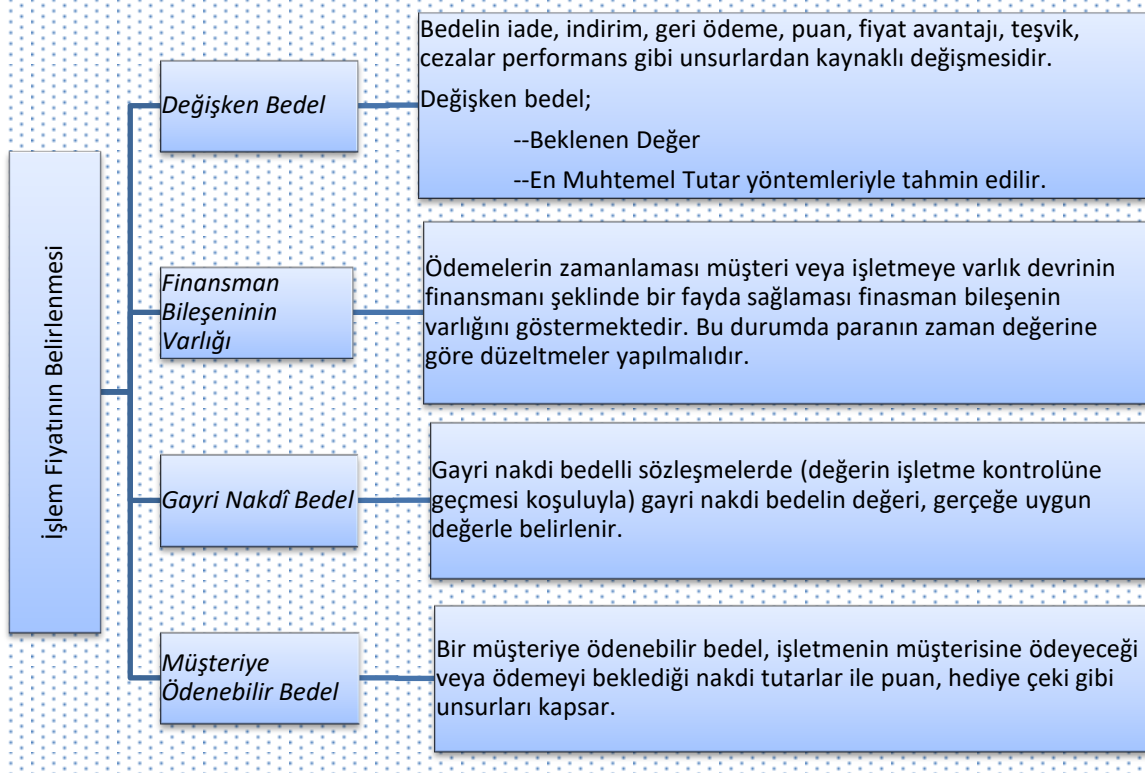 İşlem Fiyatının Belirlenmesi
Değişken Bedel
Bedelin iade, indirim, geri ödeme, puan, fiyat avantajı, teşvik,
cezalar performans gibi unsurlardan kaynaklı değişmesidir.
Değişken bedel;
--Beklenen Değer
--En Muhtemel Tutar yöntemleriyle tahmin edilir.
Finansman
Bileşeninin
Varlığı
Ödemelerin zamanlaması müşteri veya işletmeye varlık devrinin
finansmanı şeklinde bir fayda sağlaması finasman bileşenin
varlığını göstermektedir. Bu durumda paranın zaman değerine
göre düzeltmeler yapılmalıdır.
Gayri Nakdî Bedel
Gayri nakdi bedelli sözleşmelerde (değerin işletme kontrolüne
geçmesi koşuluyla) gayri nakdi bedelin değeri, gerçeğe uygun
değerle belirlenir.
Müşteriye
Ödenebilir Bedel
Bir müşteriye ödenebilir bedel, işletmenin müşterisine ödeyeceği
veya ödemeyi beklediği nakdi tutarlar ile puan, hediye çeki gibi
unsurları kapsar.